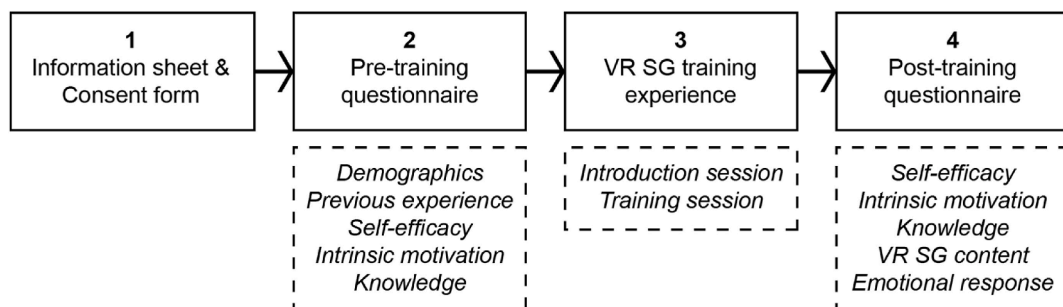 1
Information sheet &
Consent form
2
Pre-training
questionnaire
3
VR SG training
experience
4
Post-training
questionnaire
Demographics
Previous experience
Self-efficacy
Intrinsic motivation
Knowledge
Introduction session
Training session
Self-efficacy
Intrinsic motivation
Knowledge
VR SG content
Emotional response